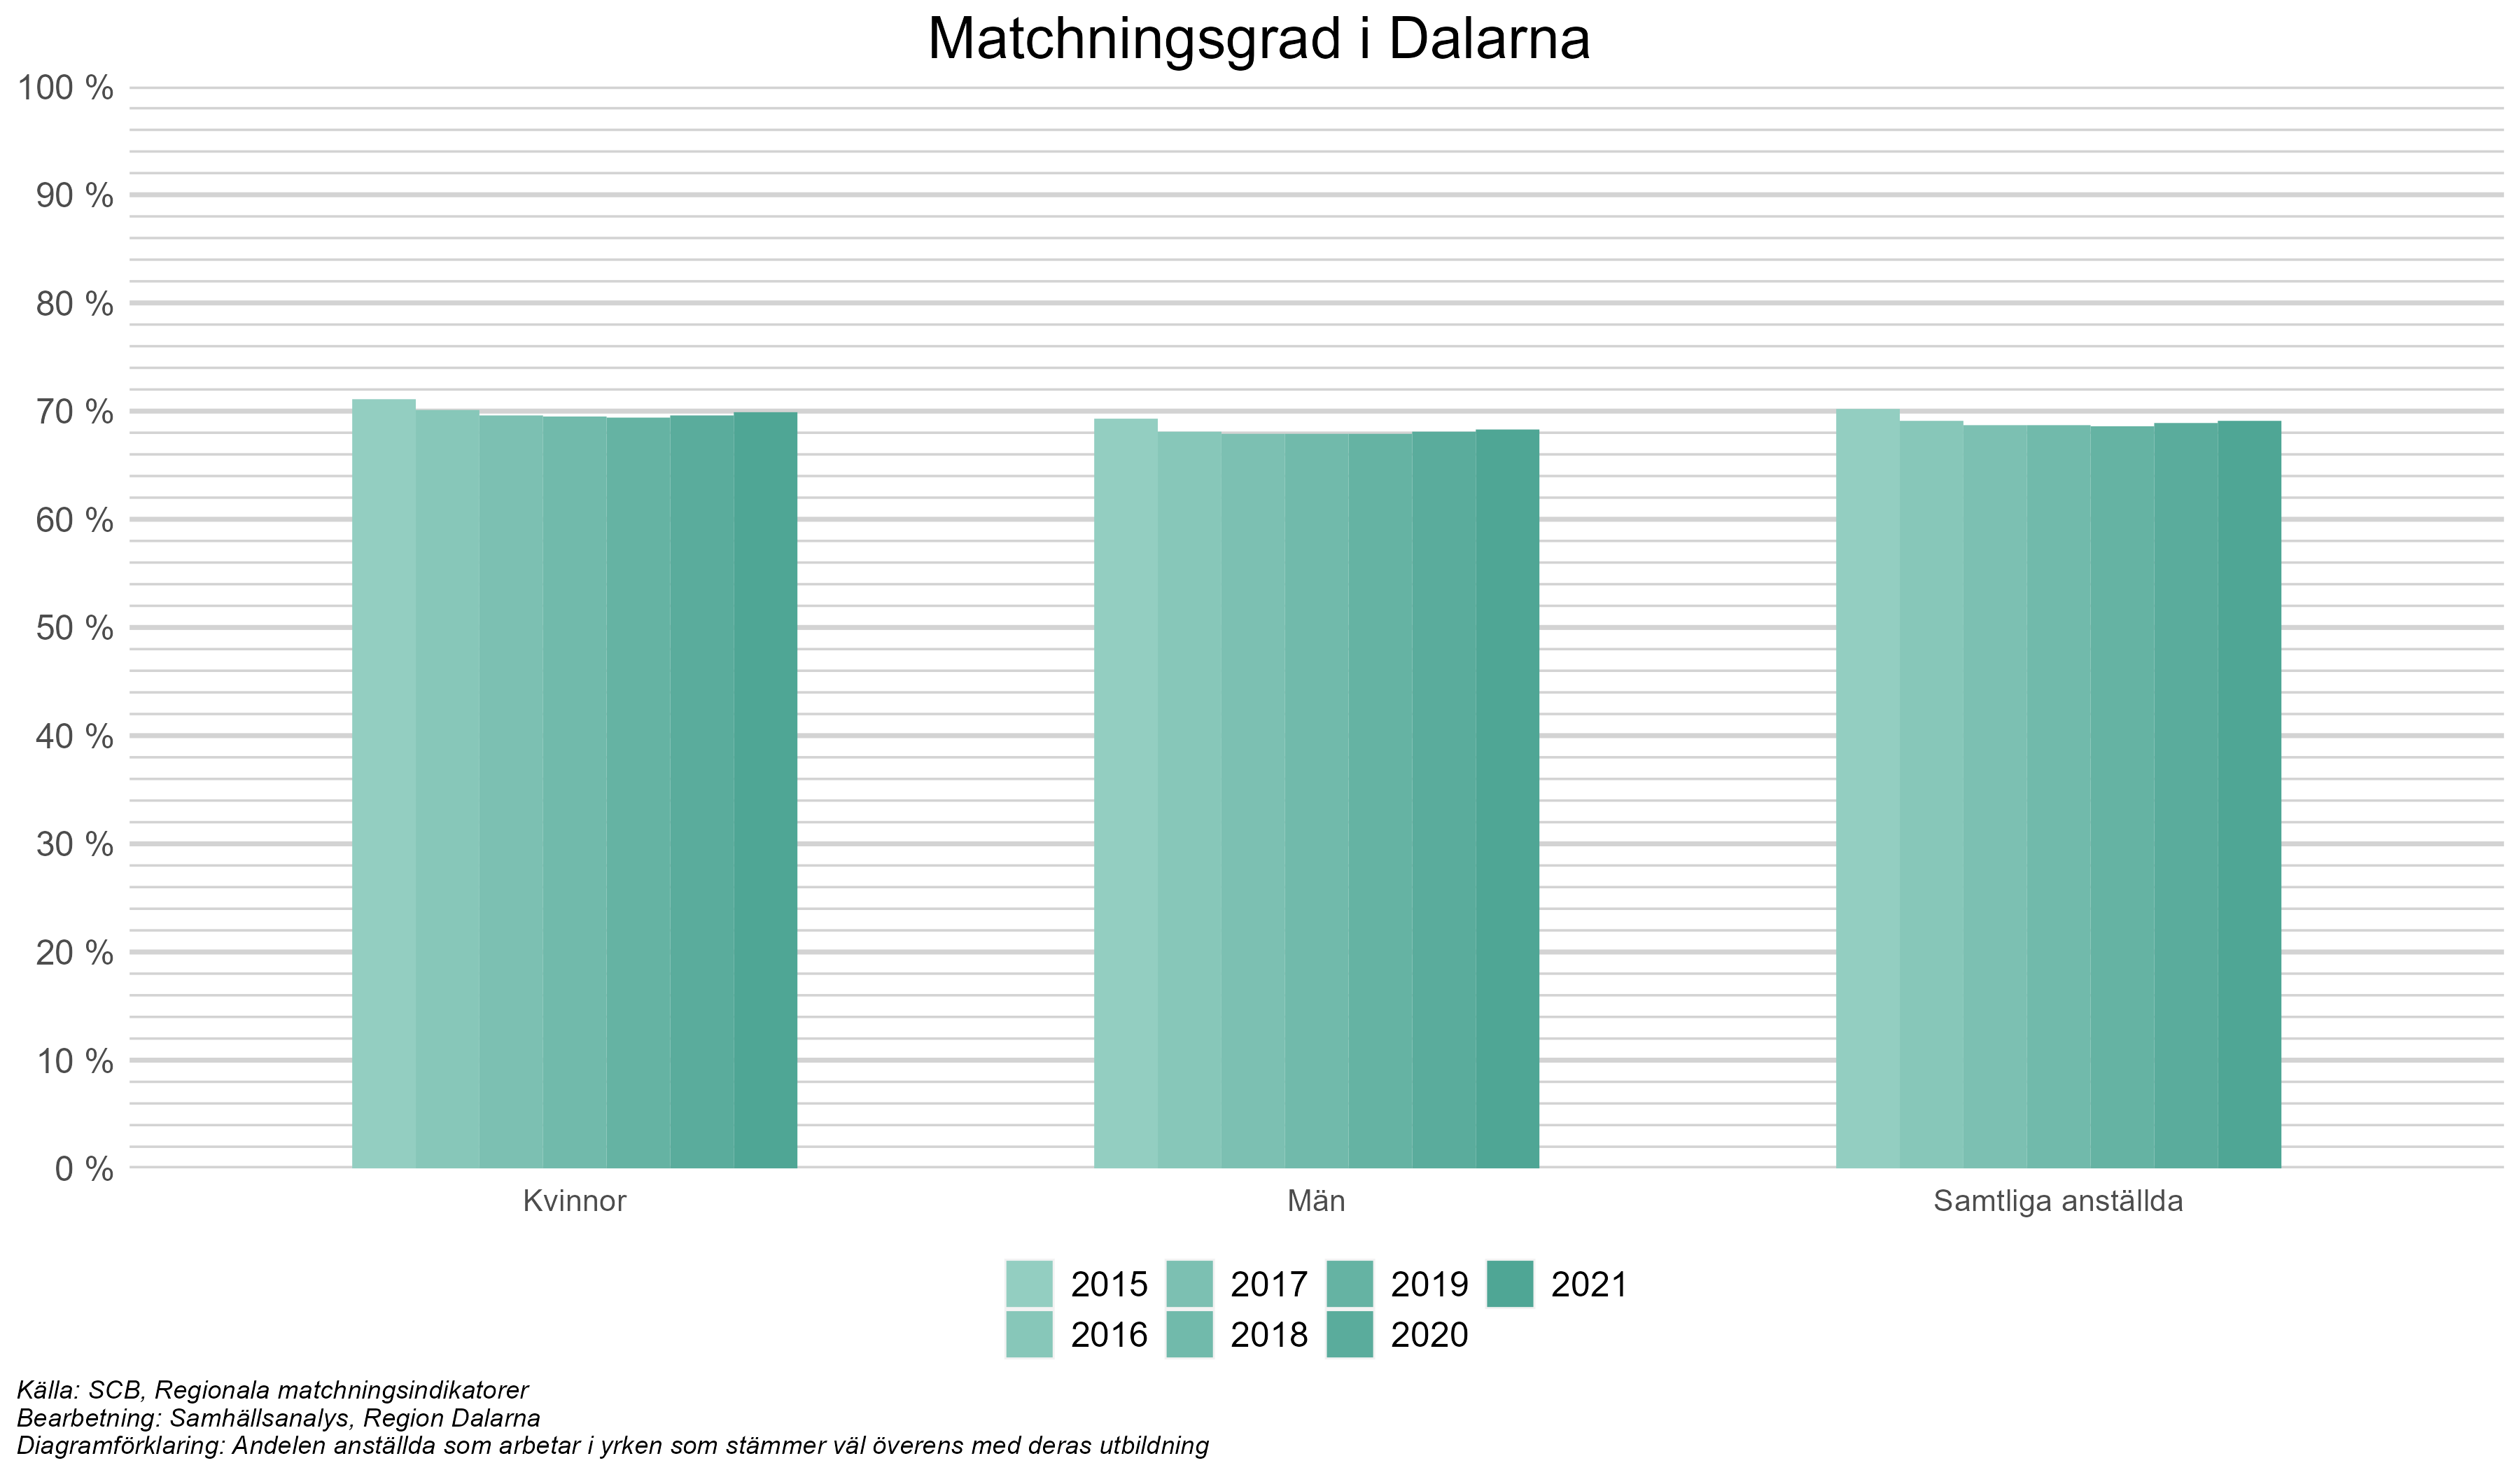 Matchningsgrad i Dalarna
100 %
90 %
80 %
70 %
60 %
50 %
40 %
30 %
20 %
10 %
0 %
Kvinnor
Män
Samtliga anställda
2015
2017
2019
2021
2016
2018
2020
Källa: SCB, Regionala matchningsindikatorer
Bearbetning: Samhällsanalys, Region Dalarna
Diagramförklaring: Andelen anställda som arbetar i yrken som stämmer väl överens med deras utbildning